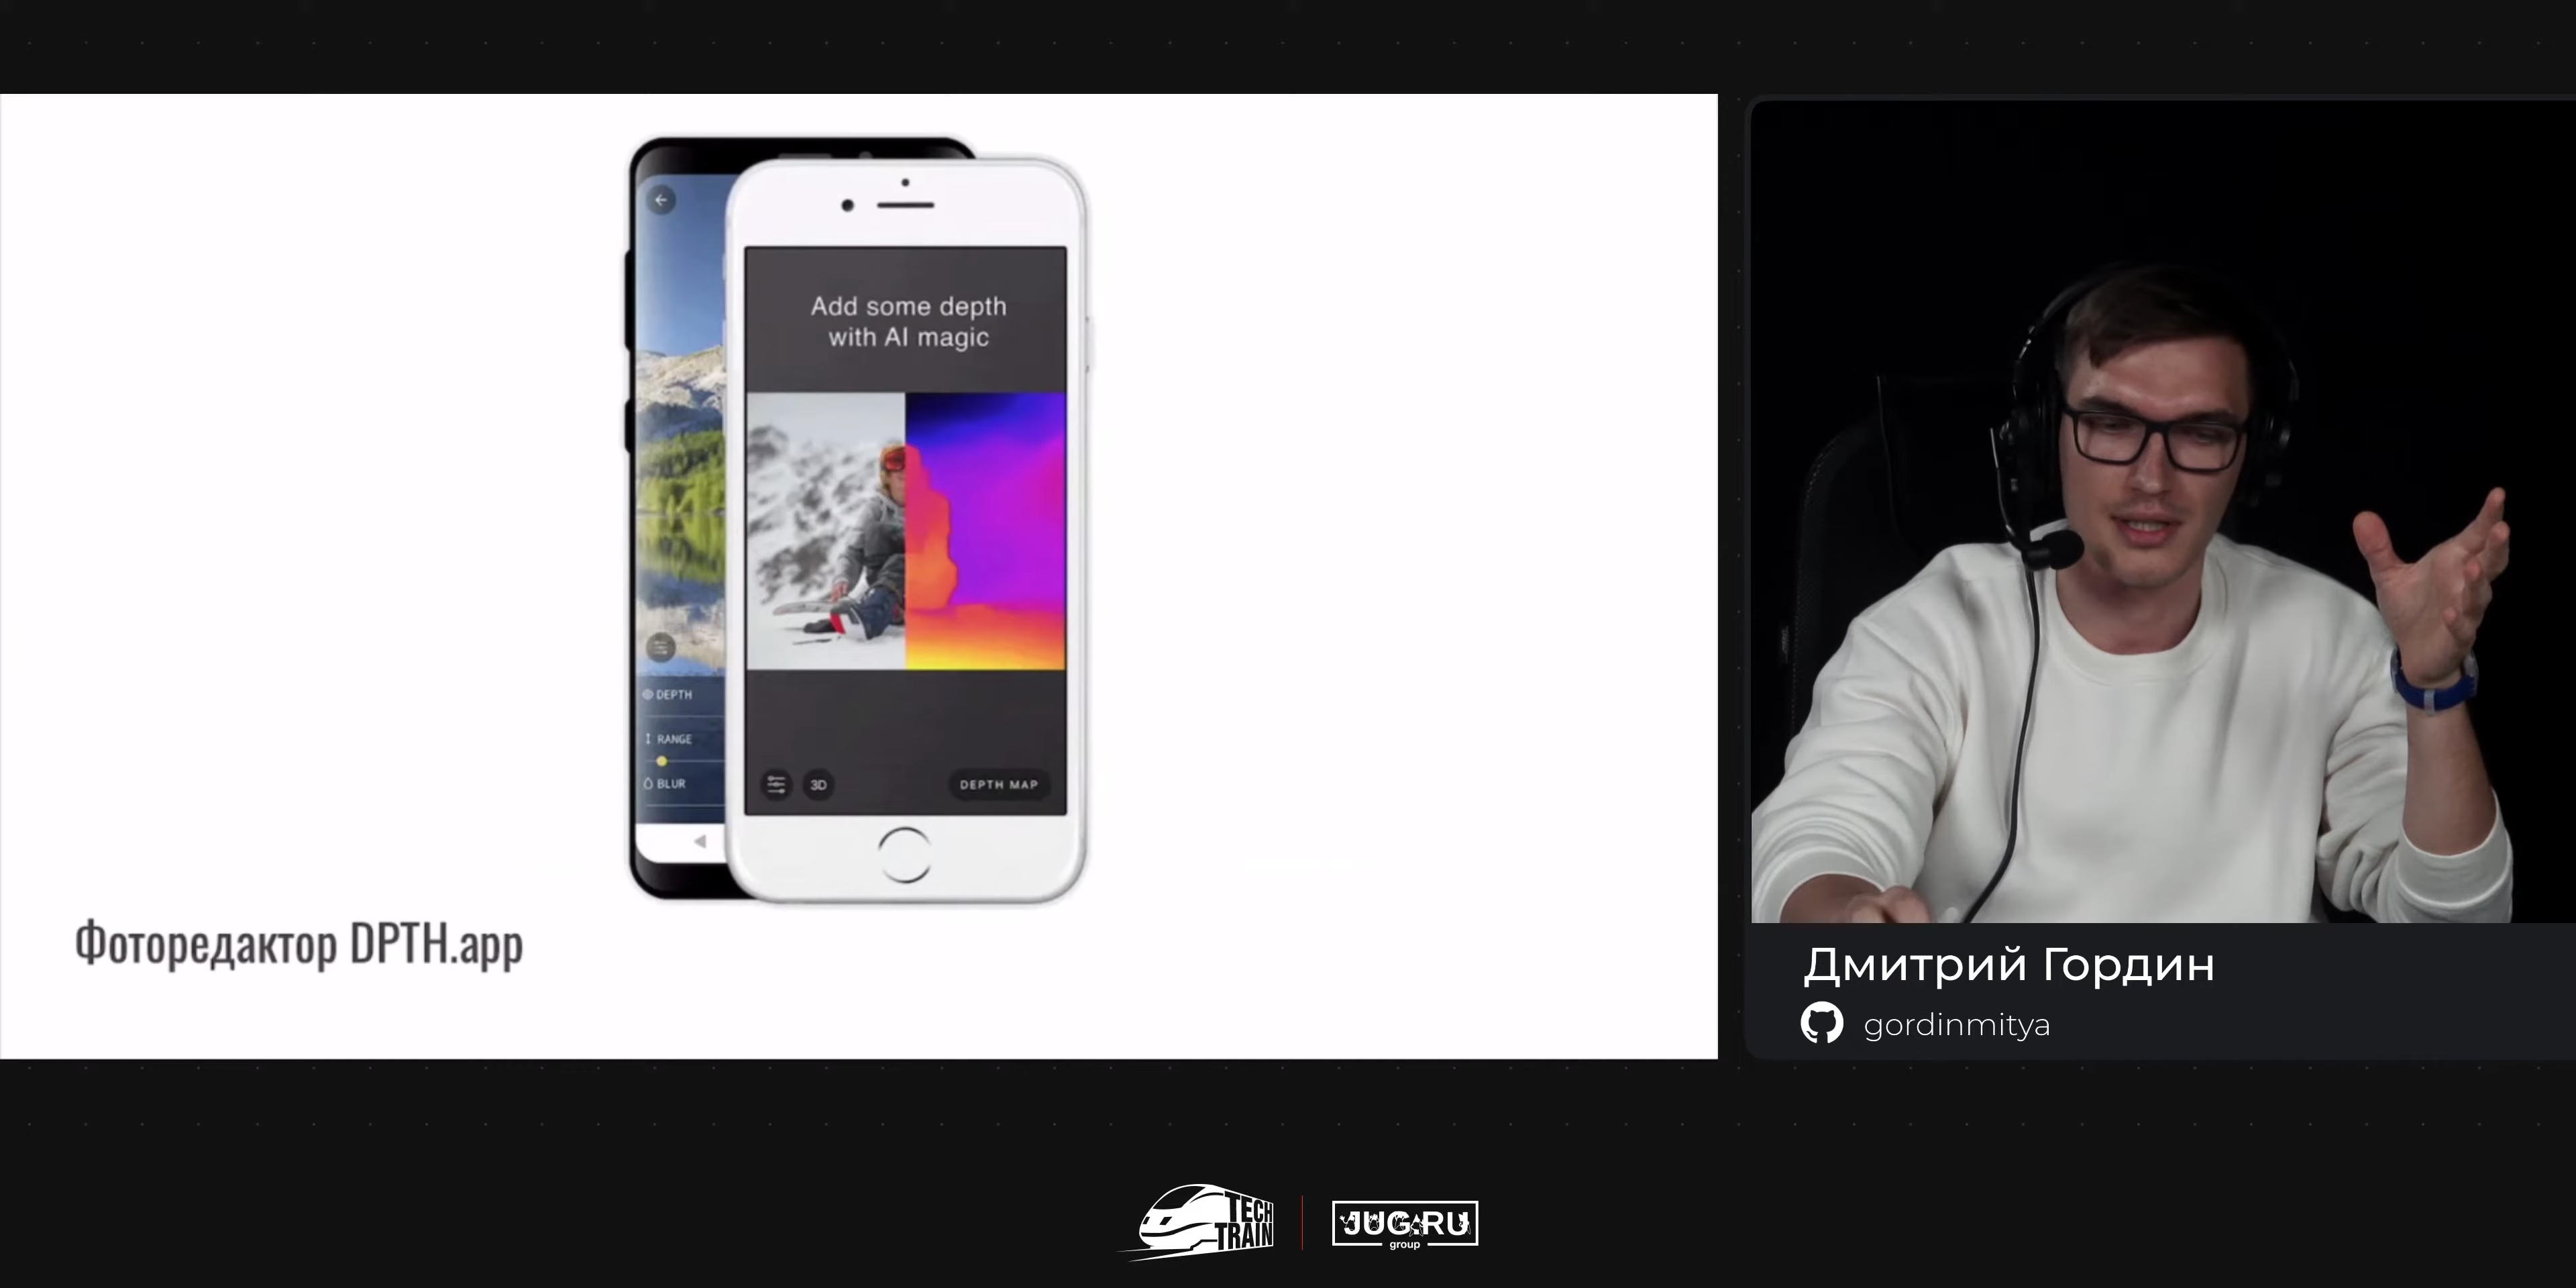 Add some depth
with AI magic
DEPTH
RANGE
BLUR
3D
DEPTH MAP
Фоторедактор DPTH.app
Дмитрий Гордин
gordinmitya
TECH
TRAIN
JUG.RU
group